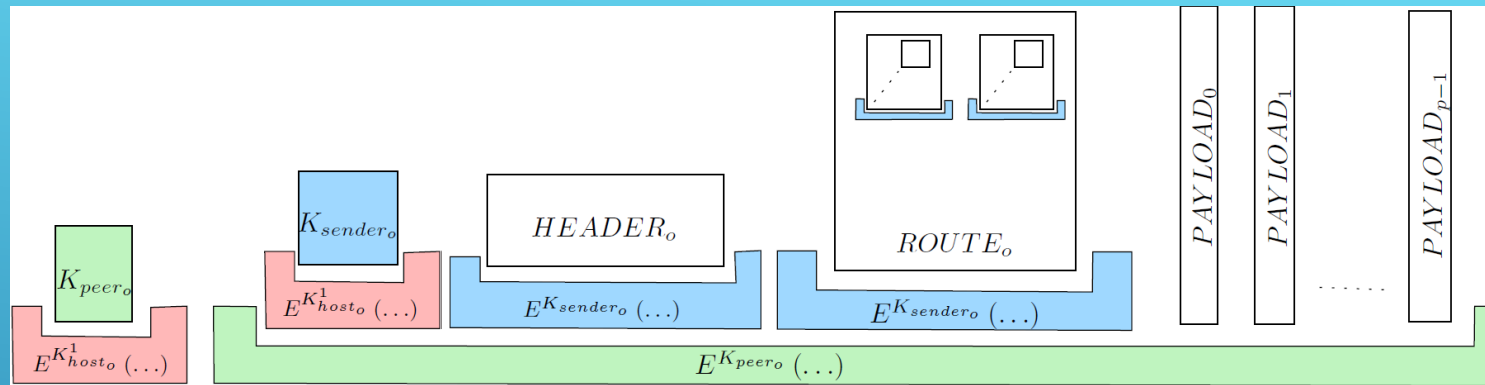 K_{peer_o}
E^{K^1_{host_o}}(...)
K_{sender_o}
E^{K^1_{host_o}}(...)
HEADER_o
E^{K_{sender_o}}(...)
ROUTE_o
E^{K_{sender_o}}(...)
PAYLOAD_0
PAYLOAD_1
.......
PAYLOAD_{p-1}
E^{K_{peer_o}}(...)